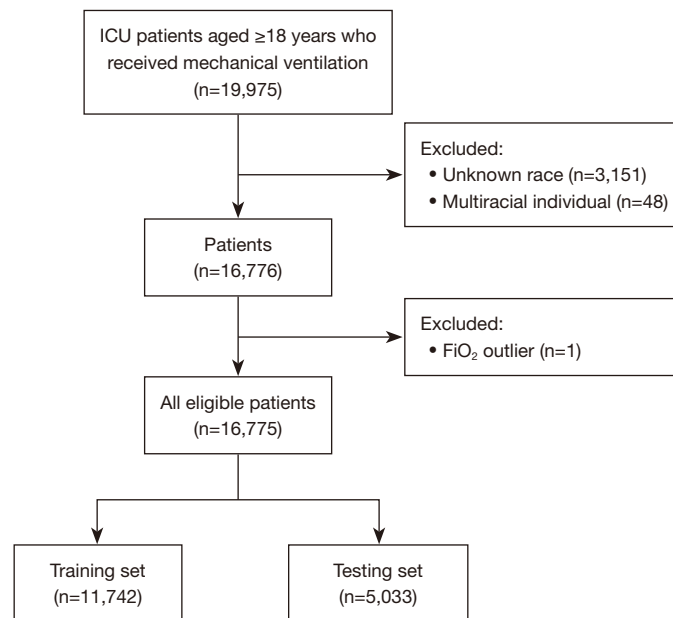 ICU patients aged ≥18 years who
received mechanical ventilation
(n=19,975)
Excluded:
• Unknown race (n=3,151)
• Multiracial individual (n=48)
Patients
(n=16,776)
Excluded:
• FiO₂ outlier (n=1)
All eligible patients
(n=16,775)
Training set
(n=11,742)
Testing set
(n=5,033)